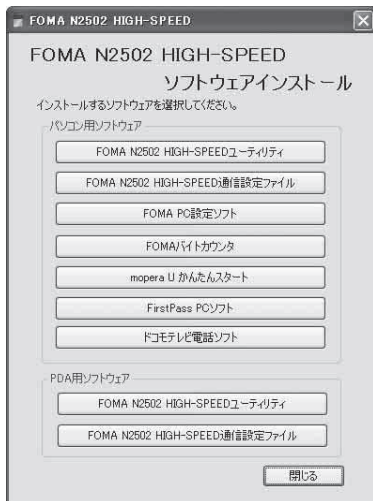 FOMA N2502 HIGH-SPEED
FOMA N2502 HIGH-SPEED
ソフトウェアインストール
インストールするソフトウェアを選択してください。
パソコン用ソフトウェア
FOMA N2502 HIGH-SPEEDユーティリティ
FOMA N2502 HIGH-SPEED通信設定ファイル
FOMA PC設定ソフト
FOMAバイトカウンタ
mopera U かんたんスタート
FirstPass PCソフト
ドコモテレビ電話ソフト
PDA用ソフトウェア
FOMA N2502 HIGH-SPEEDユーティリティ
FOMA N2502 HIGH-SPEED通信設定ファイル
閉じる